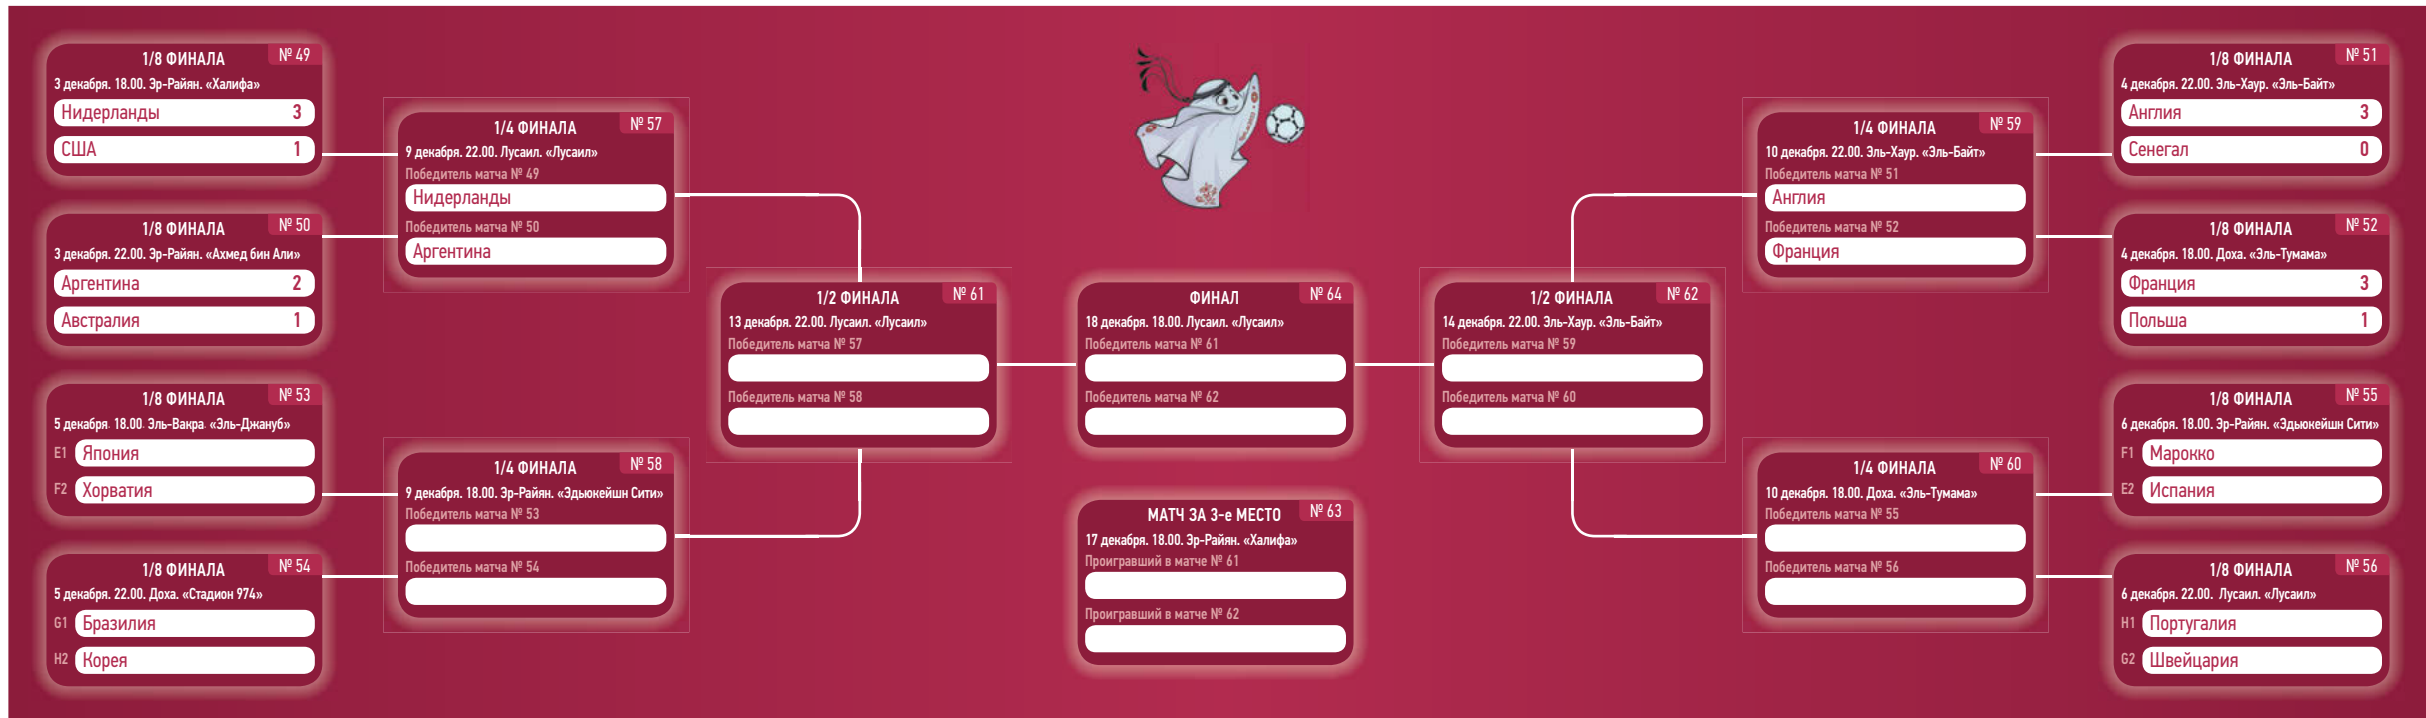 1/8 ФИНАЛА № 49
3 декабря. 18.00. Эр-Райян. «Халифа»
Нидерланды 3
США 1
1/8 ФИНАЛА № 50
3 декабря. 22.00. Эр-Райян. «Ахмед бин Али»
Аргентина 2
Австралия 1
1/8 ФИНАЛА № 53
5 декабря. 18.00. Эль-Вакра. «Эль-Джануб»
E1 Япония
F2 Хорватия
1/8 ФИНАЛА № 54
5 декабря. 22.00. Доха. «Стадион 974»
G1 Бразилия
H2 Корея
1/4 ФИНАЛА № 57
9 декабря. 22.00. Лусаил. «Лусаил»
Победитель матча № 49
Нидерланды
Победитель матча № 50
Аргентина
1/4 ФИНАЛА № 58
9 декабря. 18.00. Эр-Райян. «Эдьюкейшн Сити»
Победитель матча № 53
Победитель матча № 54
1/2 ФИНАЛА № 61
13 декабря. 22.00. Лусаил. «Лусаил»
Победитель матча № 57
Победитель матча № 58
ФИНАЛ № 64
18 декабря. 18.00. Лусаил. «Лусаил»
Победитель матча № 61
Победитель матча № 62
МАТЧ ЗА 3-е МЕСТО № 63
17 декабря. 18.00. Эр-Райян. «Халифа»
Проигравший в матче № 61
Проигравший в матче № 62
1/2 ФИНАЛА № 62
14 декабря. 22.00. Эль-Хаур. «Эль-Байт»
Победитель матча № 59
Победитель матча № 60
1/4 ФИНАЛА № 59
10 декабря. 22.00. Эль-Хаур. «Эль-Байт»
Победитель матча № 51
Англия
Победитель матча № 52
Франция
1/4 ФИНАЛА № 60
10 декабря. 18.00. Доха. «Эль-Тумама»
Победитель матча № 55
Победитель матча № 56
1/8 ФИНАЛА № 51
4 декабря. 22.00. Эль-Хаур. «Эль-Байт»
Англия 3
Сенегал 0
1/8 ФИНАЛА № 52
4 декабря. 18.00. Доха. «Эль-Тумама»
Франция 3
Польша 1
1/8 ФИНАЛА № 55
6 декабря. 18.00. Эр-Райян. «Эдьюкейшн Сити»
F1 Марокко
E2 Испания
1/8 ФИНАЛА № 56
6 декабря. 22.00. Лусаил. «Лусаил»
H1 Португалия
G2 Швейцария